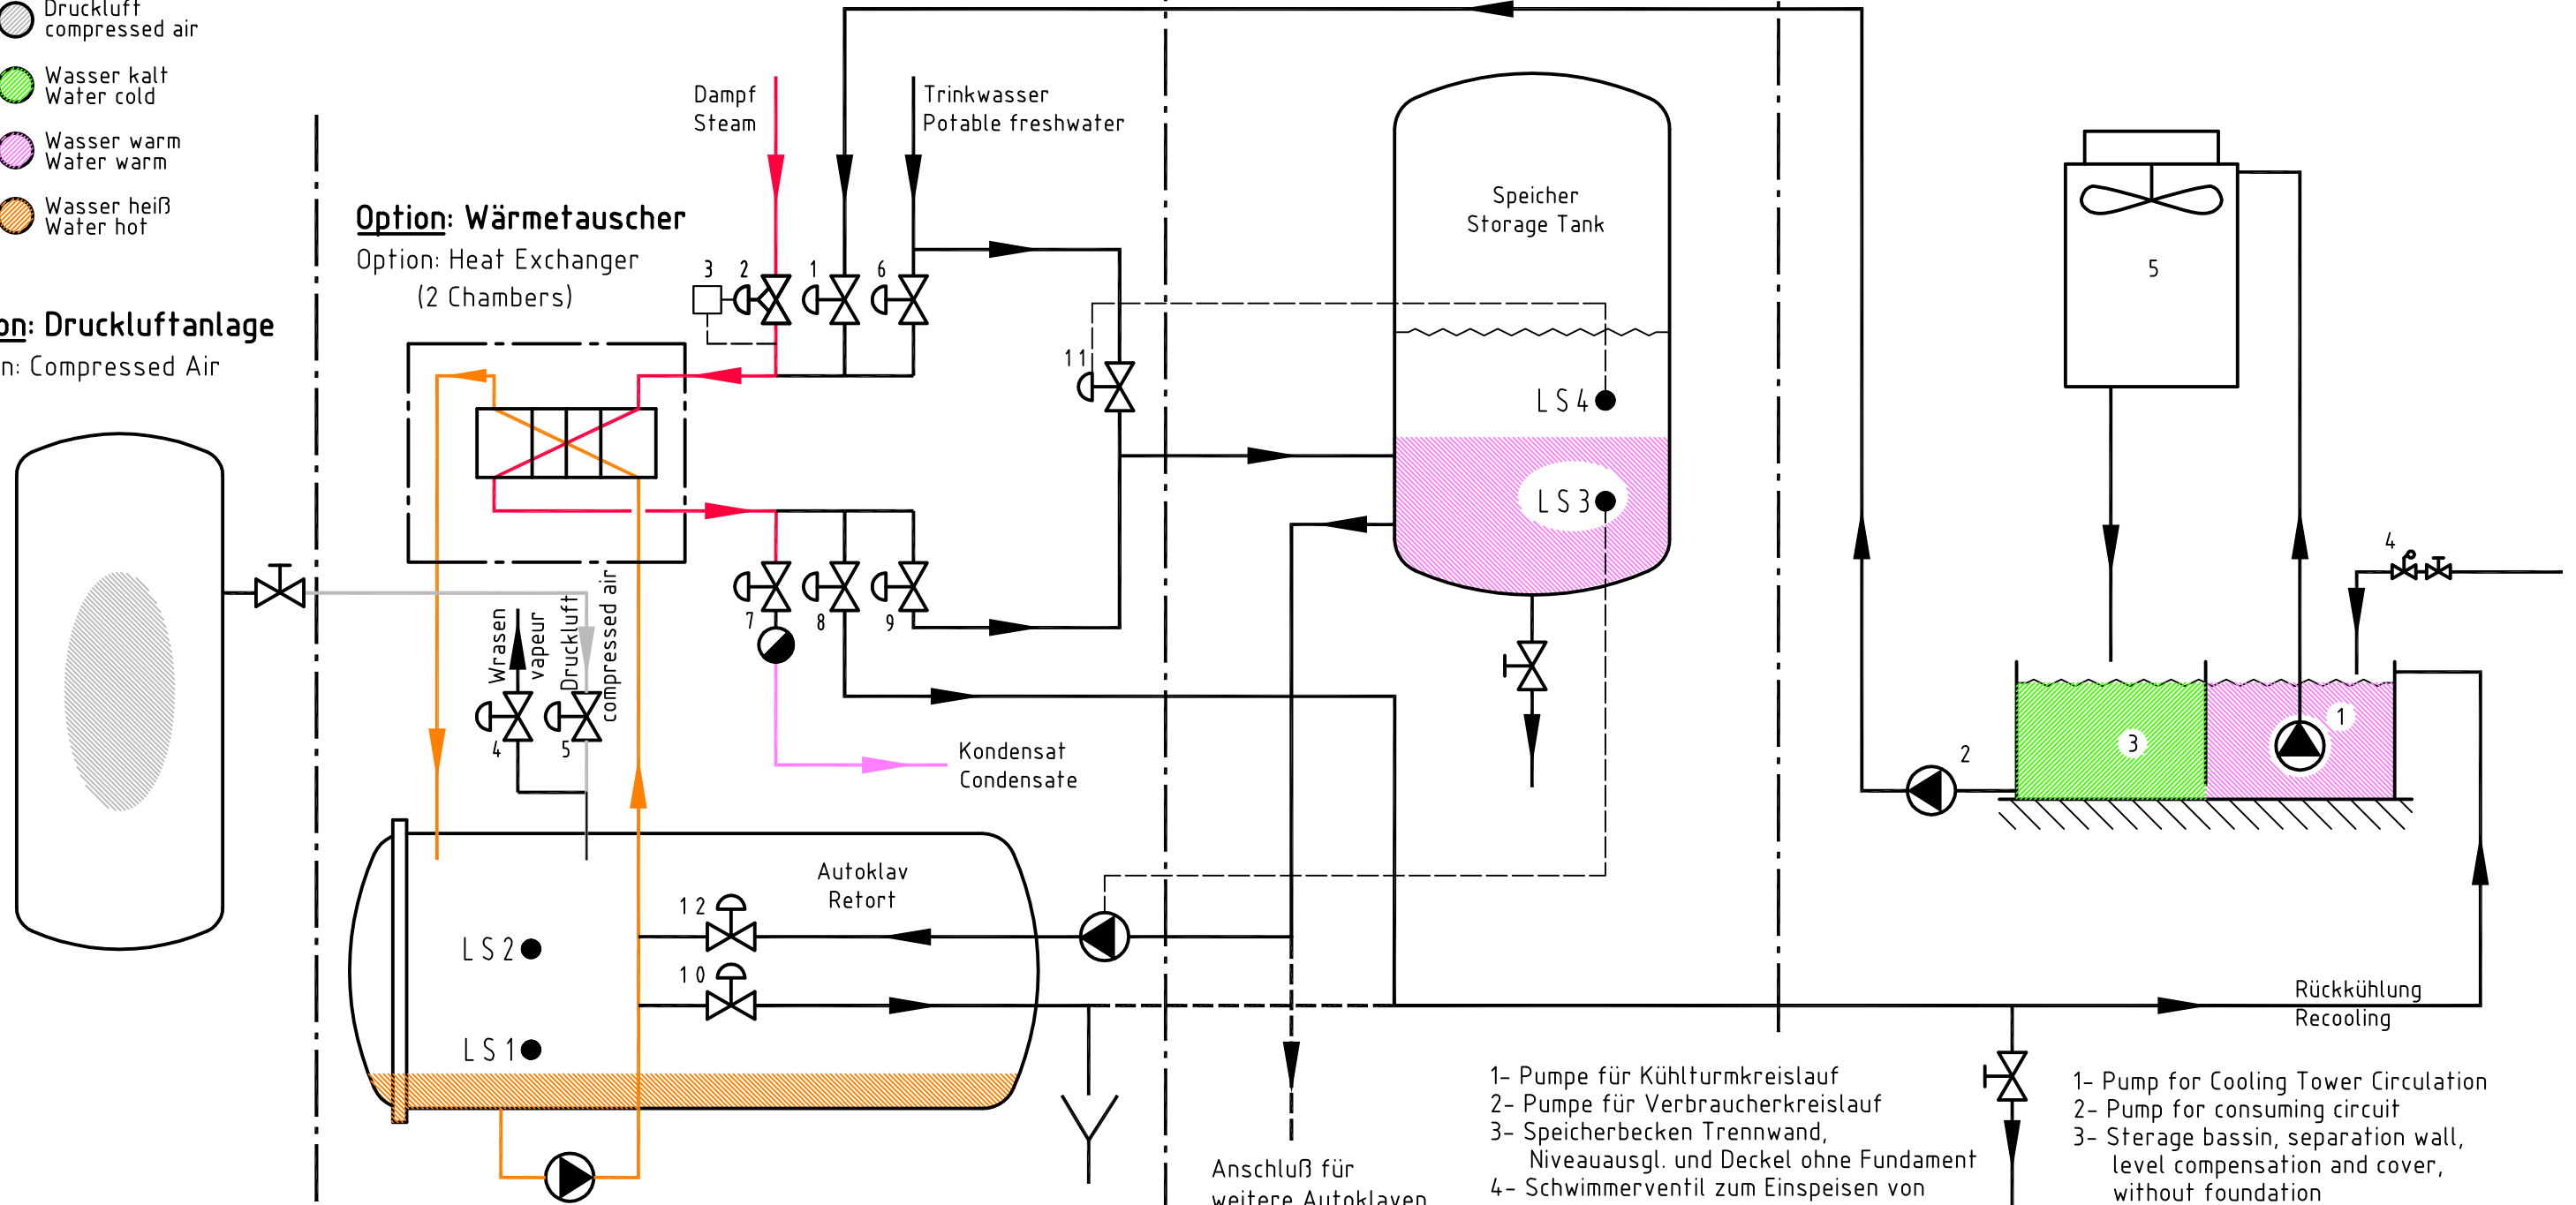 Druckluft
compressed air
Wasser kalt
Water cold
Wasser warm
Water warm
Wasser heiß
Water hot
on: Druckluftanlage
n: Compressed Air
Option: Wärmetauscher
Option: Heat Exchanger
(2 Chambers)
Dampf
Steam
Trinkwasser
Potable freshwater
3 2 1 6
11
Speicher
Storage Tank
LS4
LS3
5
4
7 8 9
Wrasen
vapeur
Druckluft
compressed air
4 5
Kondensat
Condensate
3
1
2
Autoklav
Retort
12
10
LS2
LS1
Rückkühlung
Recooling
Anschluß für
weitere Autoklaven
1- Pumpe für Kühlturmkreislauf
2- Pumpe für Verbraucherkreislauf
3- Speicherbecken Trennwand,
Niveauausgl. und Deckel ohne Fundament
4- Schwimmerventil zum Einspeisen von
1- Pump for Cooling Tower Circulation
2- Pump for consuming circuit
3- Sterage bassin, separation wall,
level compensation and cover,
without foundation